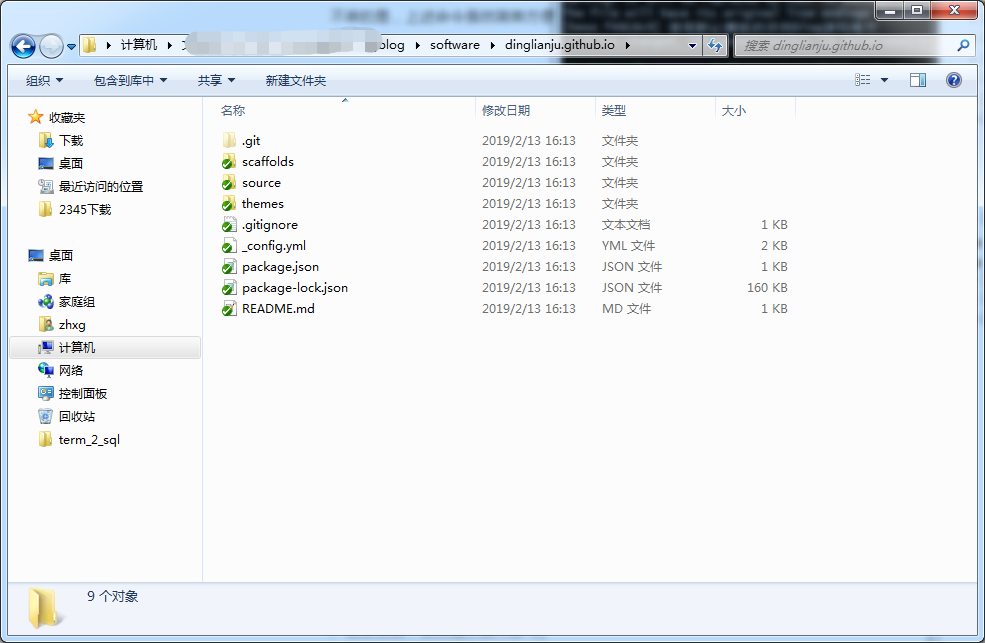 计算机 blog software dinglianju.github.io 搜索 dinglianju.github.io
组织 包含到库中 共享 新建文件夹
收藏夹
下载
桌面
最近访问的位置
2345下载
桌面
库
家庭组
zhxg
计算机
网络
控制面板
回收站
term_2_sql
名称 修改日期 类型 大小
.git 2019/2/13 16:13 文件夹
scaffolds 2019/2/13 16:13 文件夹
source 2019/2/13 16:13 文件夹
themes 2019/2/13 16:13 文件夹
.gitignore 2019/2/13 16:13 文本文档 1 KB
_config.yml 2019/2/13 16:13 YML 文件 2 KB
package.json 2019/2/13 16:13 JSON 文件 1 KB
package-lock.json 2019/2/13 16:13 JSON 文件 160 KB
README.md 2019/2/13 16:13 MD 文件 1 KB
9 个对象